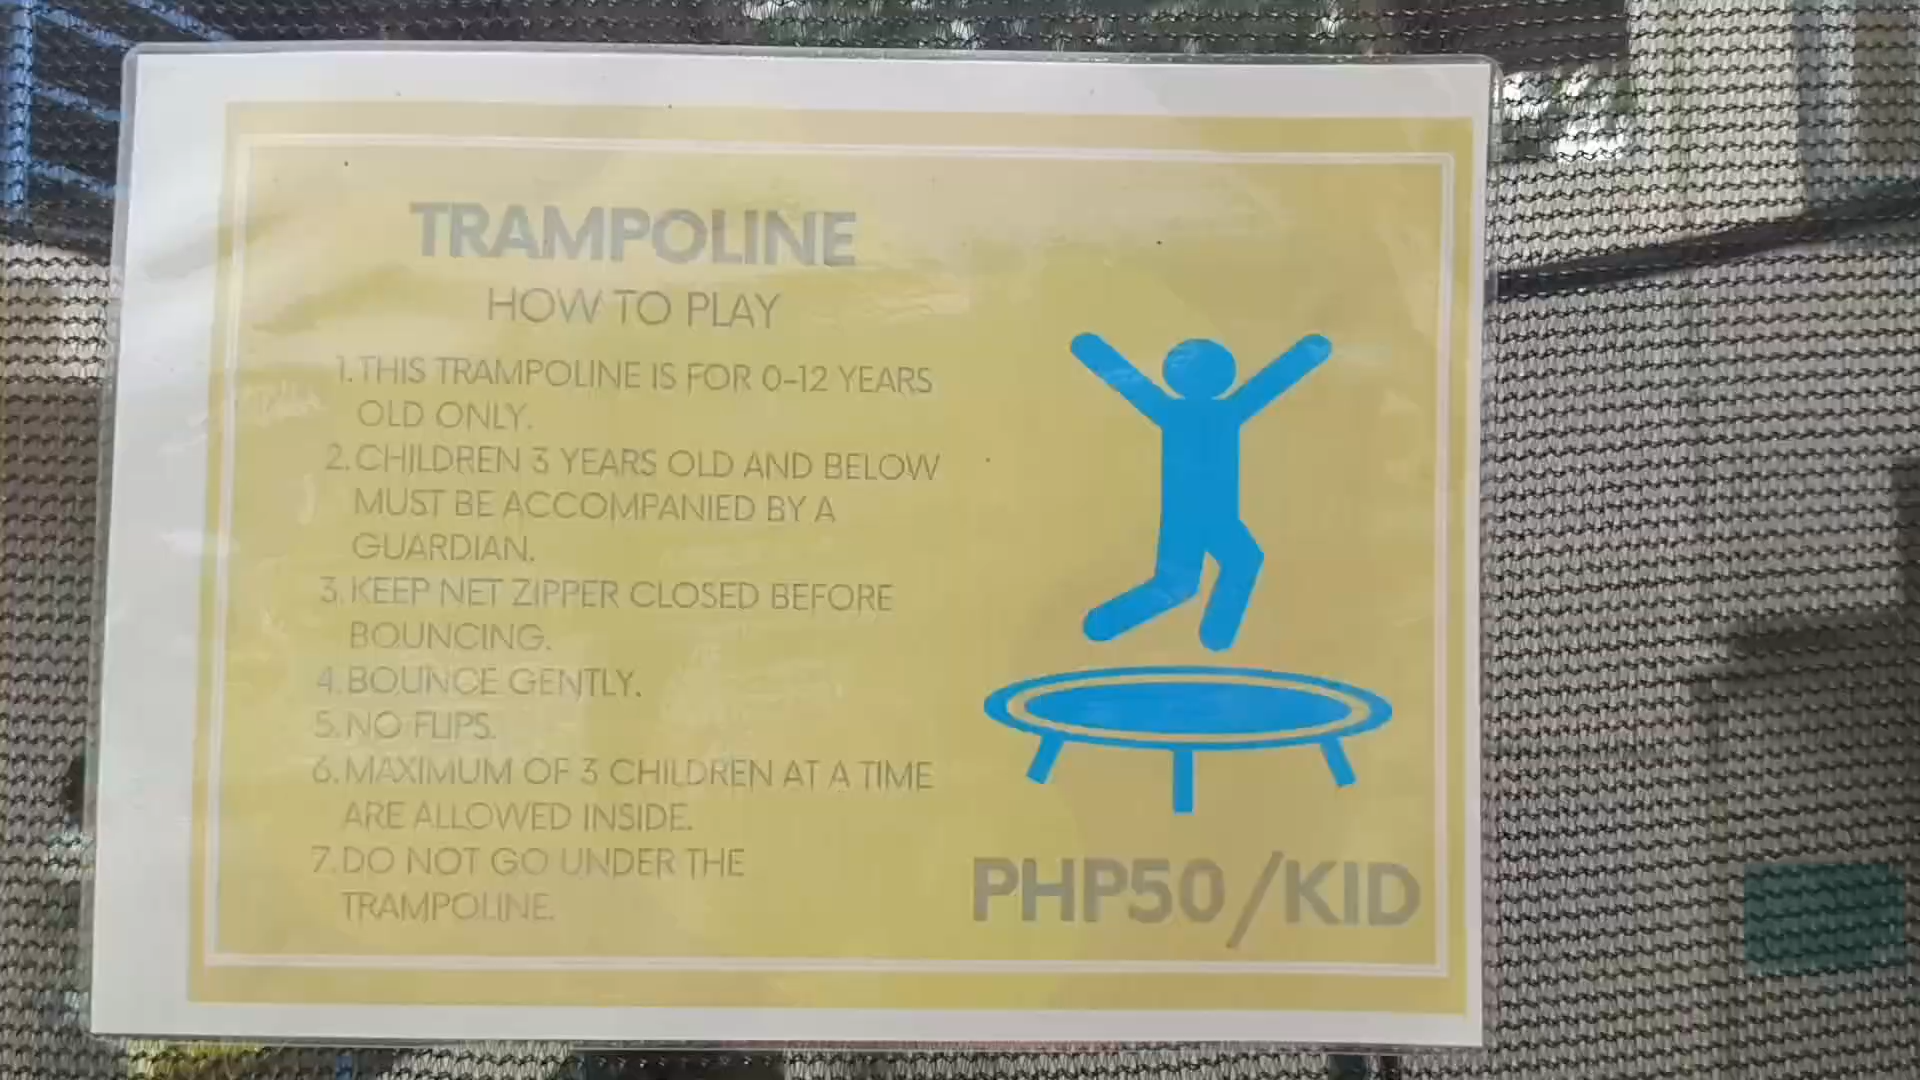 TRAMPOLINE
HOW TO PLAY
1. THIS TRAMPOLINE IS FOR 0-12 YEARS
OLD ONLY.
2. CHILDREN 3 YEARS OLD AND BELOW
MUST BE ACCOMPANIED BY A
GUARDIAN.
3. KEEP NET ZIPPER CLOSED BEFORE
BOUNCING.
4. BOUNCE GENTLY.
5. NO FLIPS.
6. MAXIMUM OF 3 CHILDREN AT A TIME
ARE ALLOWED INSIDE.
7. DO NOT GO UNDER THE
TRAMPOLINE.
PHP50/KID